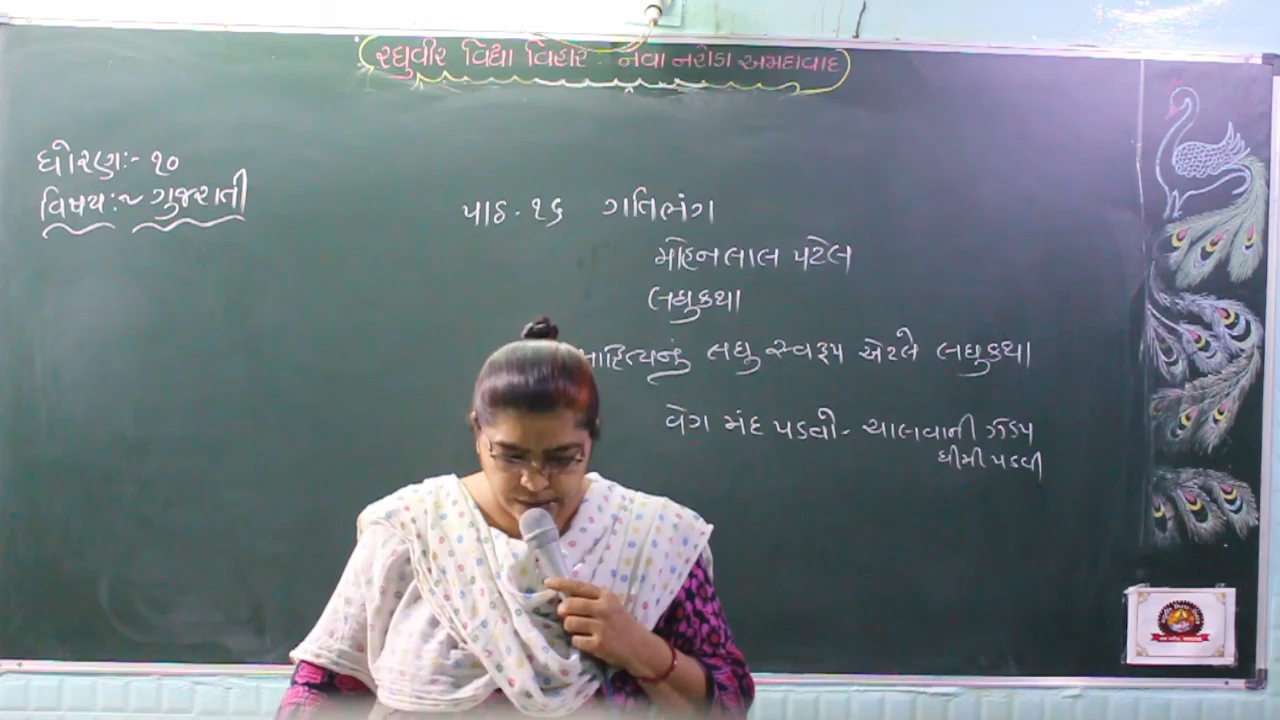 રઘુવીર વિદ્યા વિહાર નવા નરોડા અમદાવાદ
ધોરણ:- ૧૦
વિષય:~ ગુજરાતી
પાઠ. ૧૬ ગતિભંગ
મોહનલાલ પટેલ
લઘુકથા
સાહિત્યનું લઘુ સ્વરૂપ એટલે લઘુકથા
વેગ મંદ પડવો - ચાલવાની ઝડપ
ધીમી પડવી